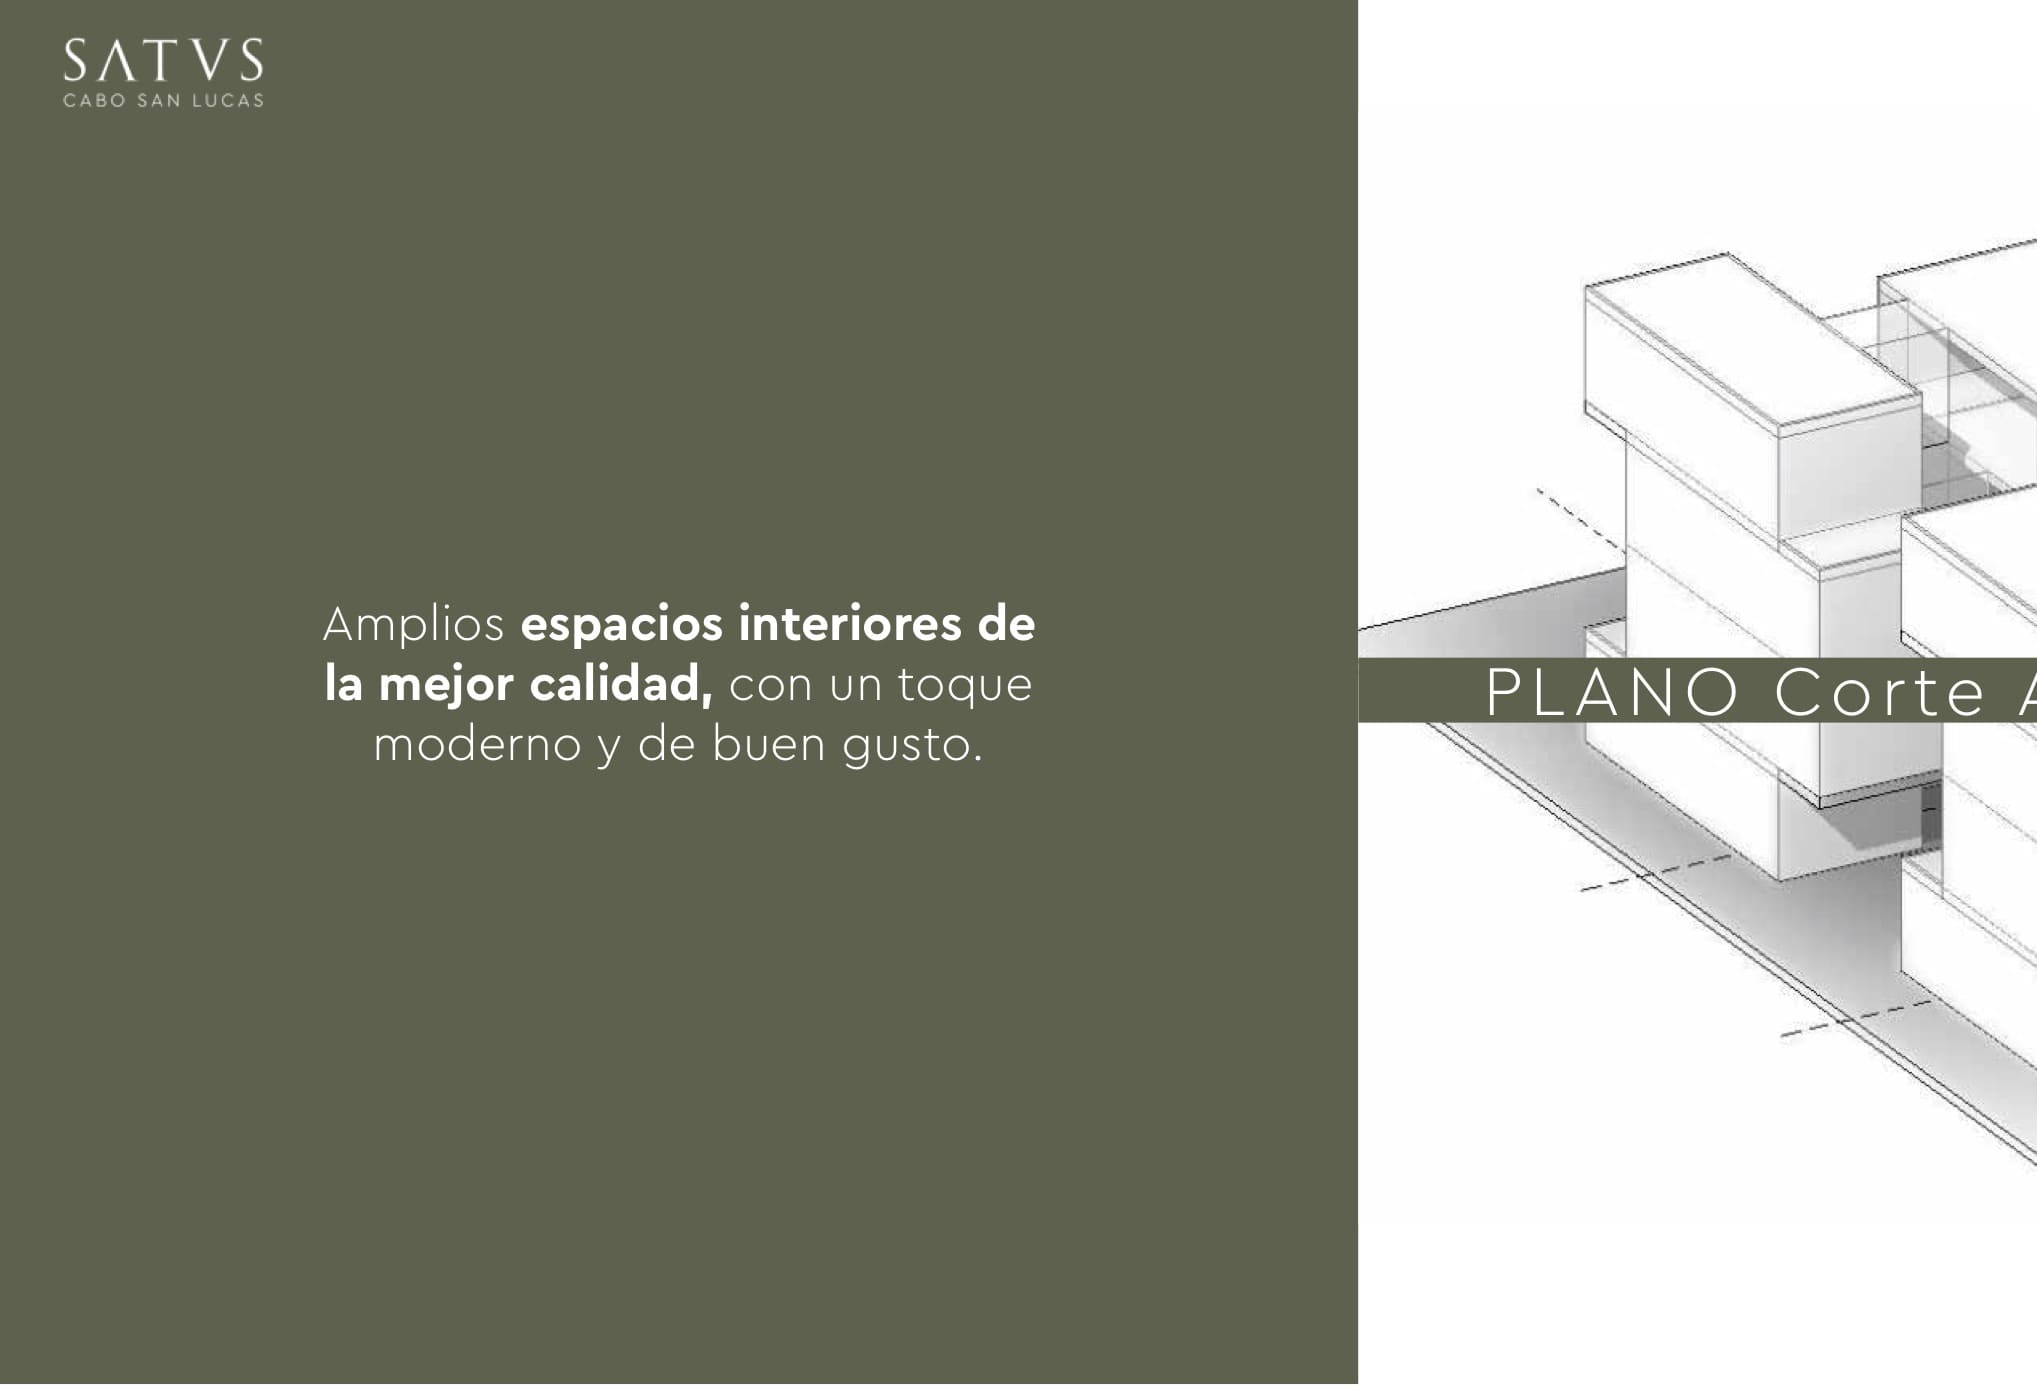 SATVS
CABO SAN LUCAS
Amplios espacios interiores de
la mejor calidad, con un toque
moderno y de buen gusto.
PLANO Corte A